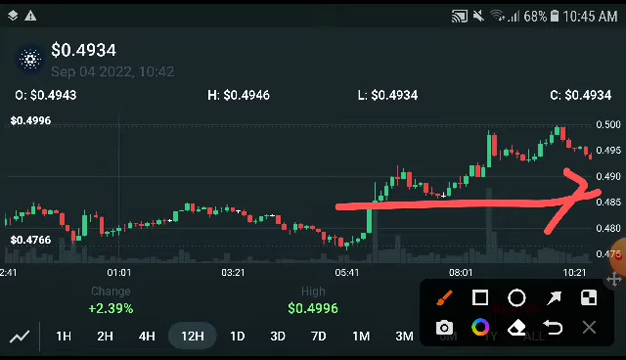 68% 10:45 AM
$0.4934
Sep 04 2022, 10:42
O: $0.4943 H: $0.4946 L: $0.4934 C: $0.4934
$0.4996 0.500
0.495
0.490
0.485
0.480
$0.4766
0.475
2:41 01:01 03:21 05:41 08:01 10:21
Change High
+2.39% $0.4996
1H 2H 4H 12H 1D 3D 7D 1M 3M 1Y ALL